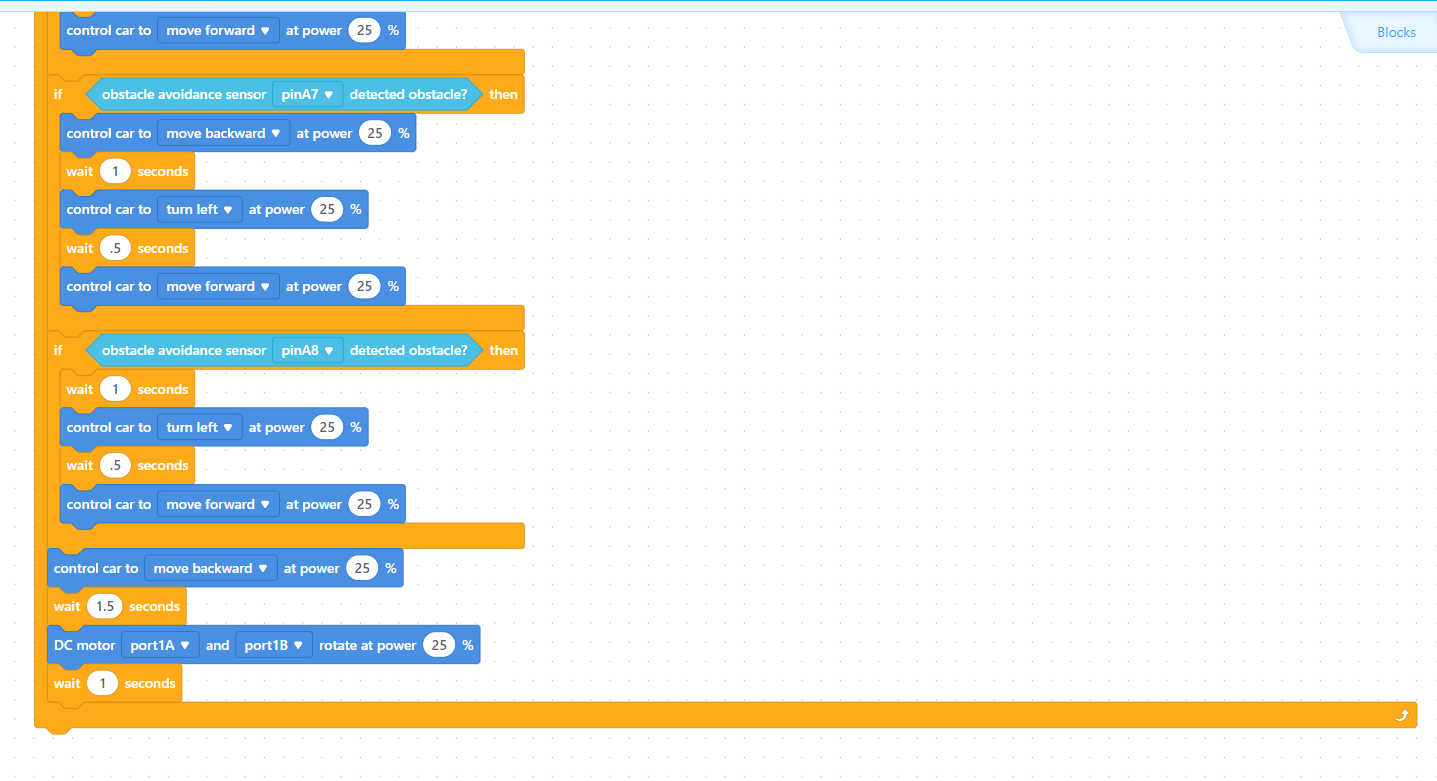 control car to move forward at power 25 %
Blocks
if obstacle avoidance sensor pinA7 detected obstacle? then
control car to move backward at power 25 %
wait 1 seconds
control car to turn left at power 25 %
wait .5 seconds
control car to move forward at power 25 %
if obstacle avoidance sensor pinA8 detected obstacle? then
wait 1 seconds
control car to turn left at power 25 %
wait .5 seconds
control car to move forward at power 25 %
control car to move backward at power 25 %
wait 1.5 seconds
DC motor port1A and port1B rotate at power 25 %
wait 1 seconds